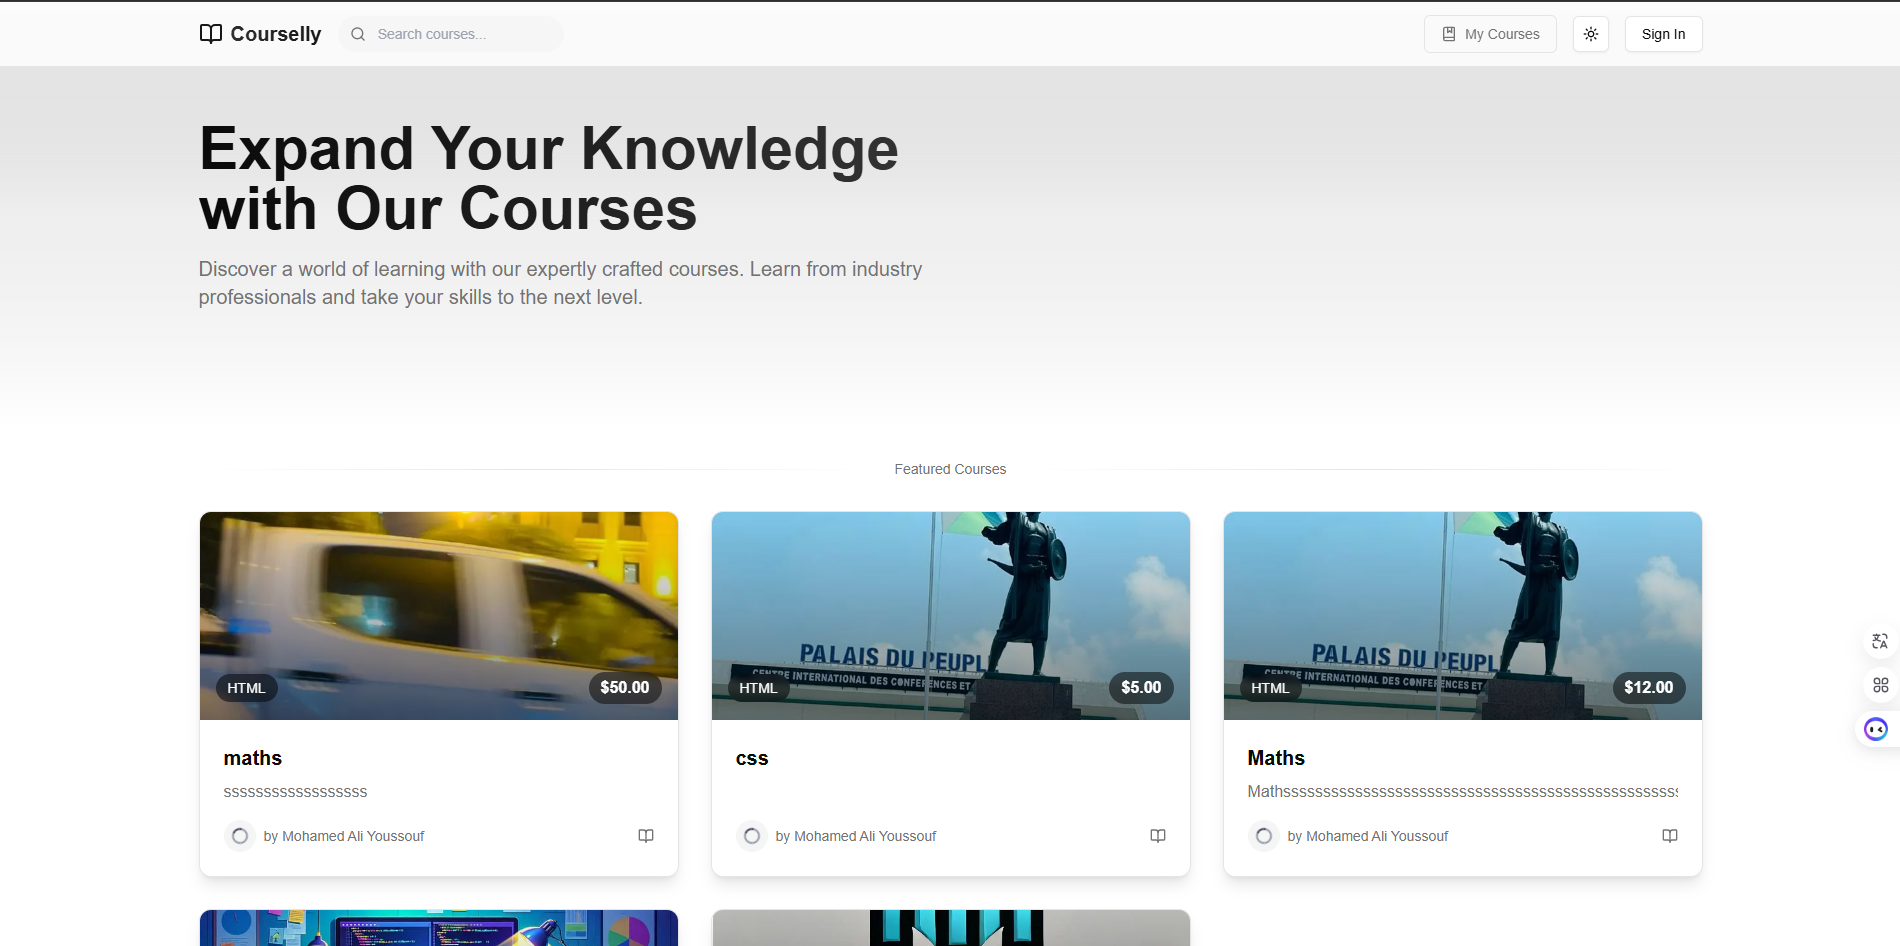 Courselly
Search courses...
My Courses
Sign In
Expand Your Knowledge
with Our Courses
Discover a world of learning with our expertly crafted courses. Learn from industry
professionals and take your skills to the next level.
Featured Courses
HTML
$50.00
maths
ssssssssssssssssss
by Mohamed Ali Youssouf
PALAIS DU PEUPL
CENTRE INTERNATIONAL DES CONFERENCES ET
HTML
$5.00
css
by Mohamed Ali Youssouf
PALAIS DU PEUPL
INTERNATIONAL DES CONFERENCES ET
HTML
$12.00
Maths
by Mohamed Ali Youssouf